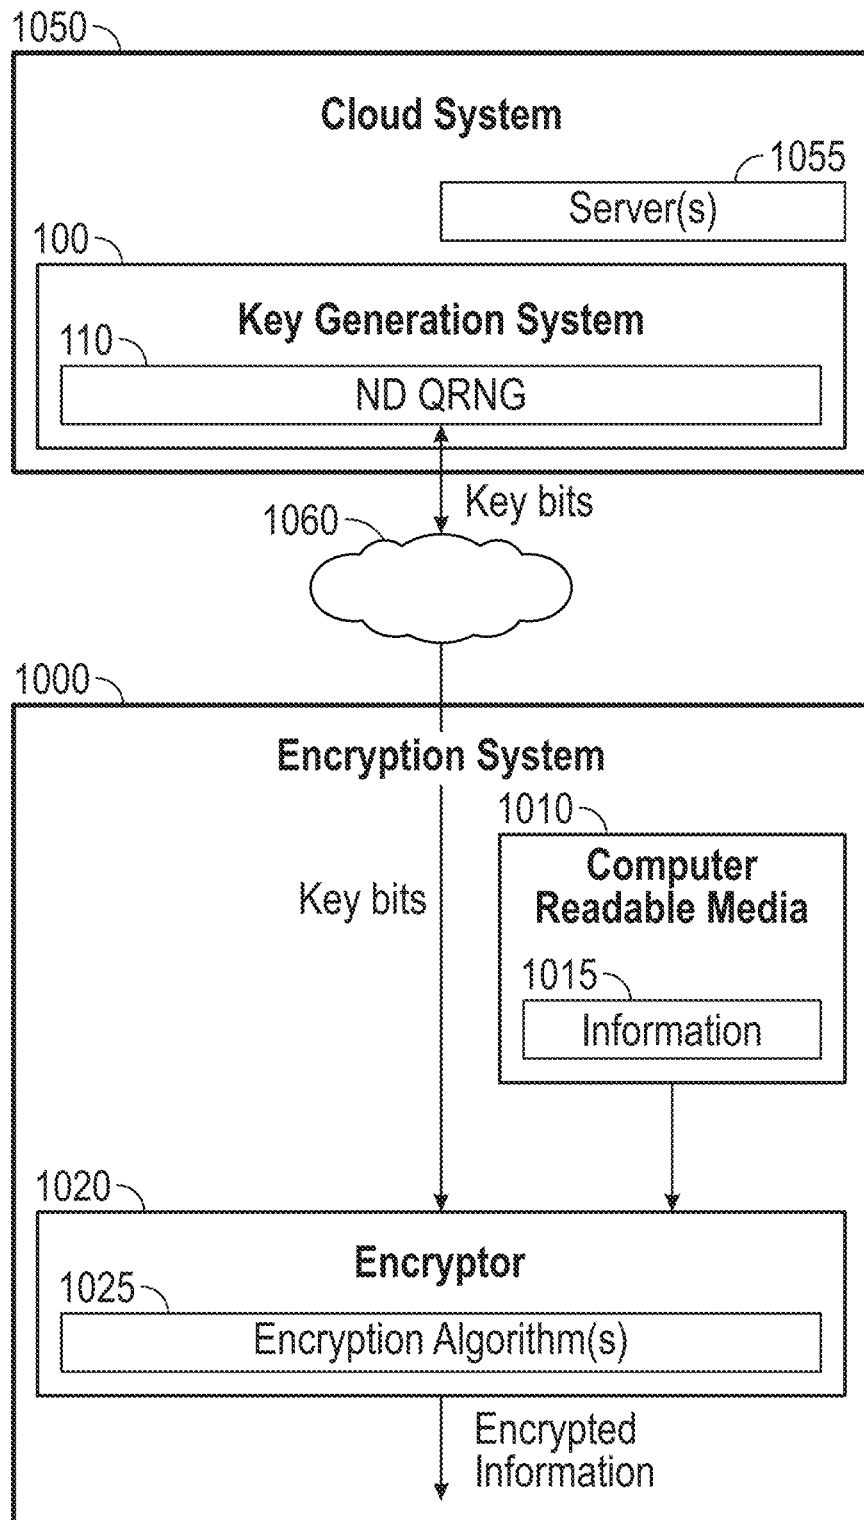 1050
Cloud System
1055
Server(s)
100
Key Generation System
110
ND QRNG
Key bits
1060
1000
Encryption System
1010
Computer
Readable Media
Key bits
1015
Information
1020
Encryptor
1025
Encryption Algorithm(s)
Encrypted
Information